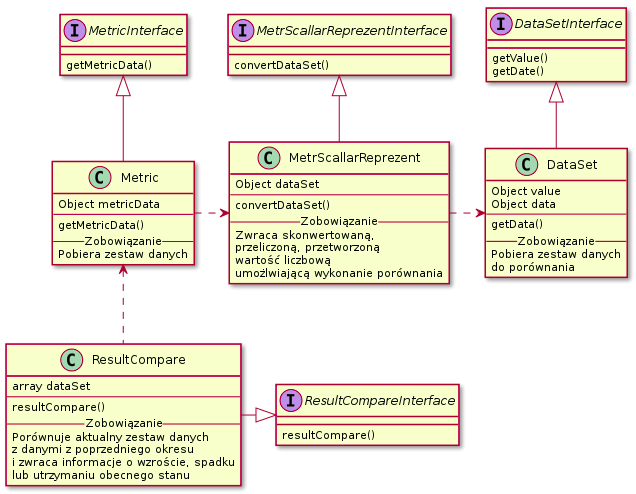 I MetricInterface
getMetricData()
I MetrScallarReprezentInterface
convertDataSet()
I DataSetInterface
getValue()
getDate()
C Metric
Object metricData
getMetricData()
Zobowiązanie
Pobiera zestaw danych
C MetrScallarReprezent
Object dataSet
convertDataSet()
Zobowiązanie
Zwraca skonwertowaną,
przeliczoną, przetworzoną
wartość liczbową
umożlwiającą wykonanie porównania
C DataSet
Object value
Object data
getData()
Zobowiązanie
Pobiera zestaw danych
do porównania
C ResultCompare
array dataSet
resultCompare()
Zobowiązanie
Porównuje aktualny zestaw danych
z danymi z poprzedniego okresu
i zwraca informacje o wzroście, spadku
lub utrzymaniu obecnego stanu
I ResultCompareInterface
resultCompare()